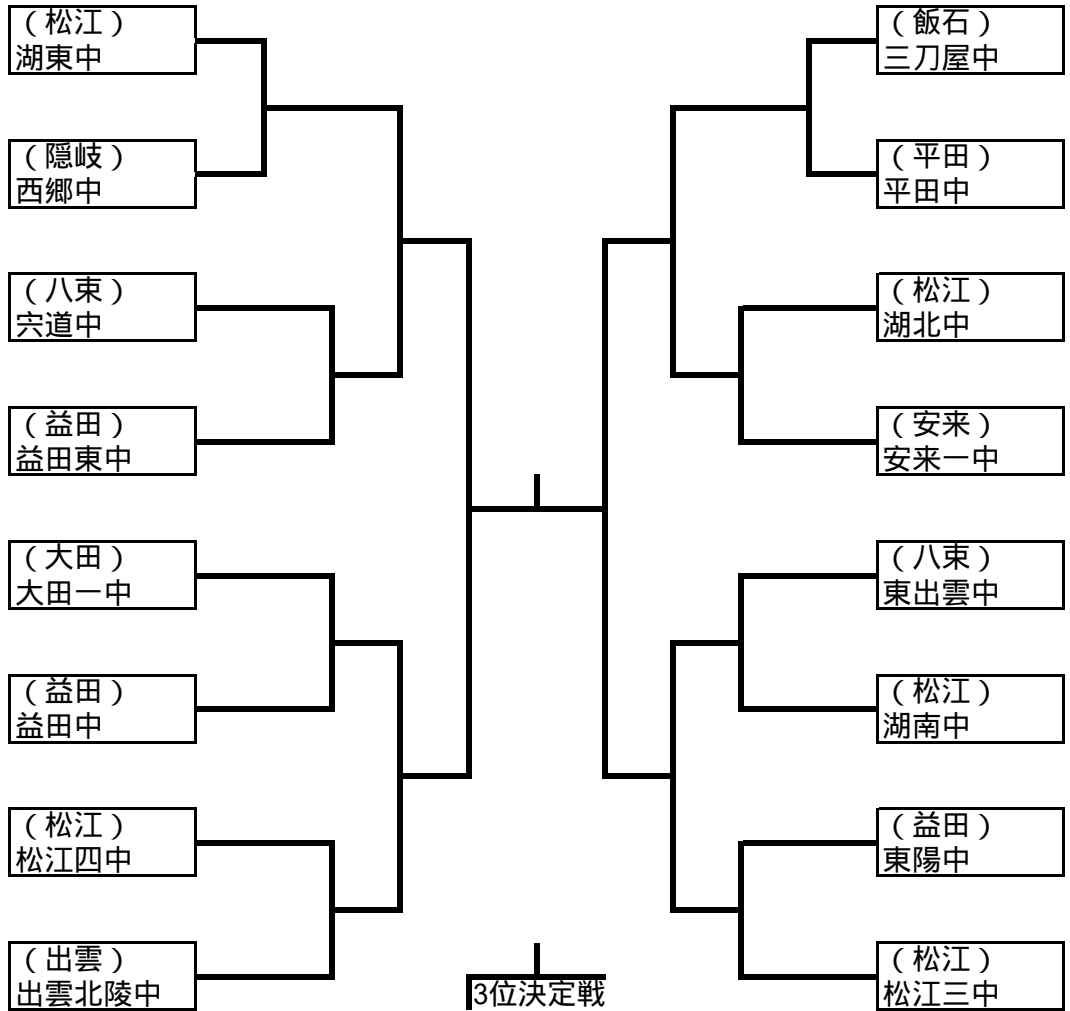 （松江）
湖東中
（隠岐）
西郷中
（八束）
宍道中
（益田）
益田東中
（大田）
大田一中
（益田）
益田中
（松江）
松江四中
（出雲）
出雲北陵中
3位決定戦
（飯石）
三刀屋中
（平田）
平田中
（松江）
湖北中
（安来）
安来一中
（八束）
東出雲中
（松江）
湖南中
（益田）
東陽中
（松江）
松江三中